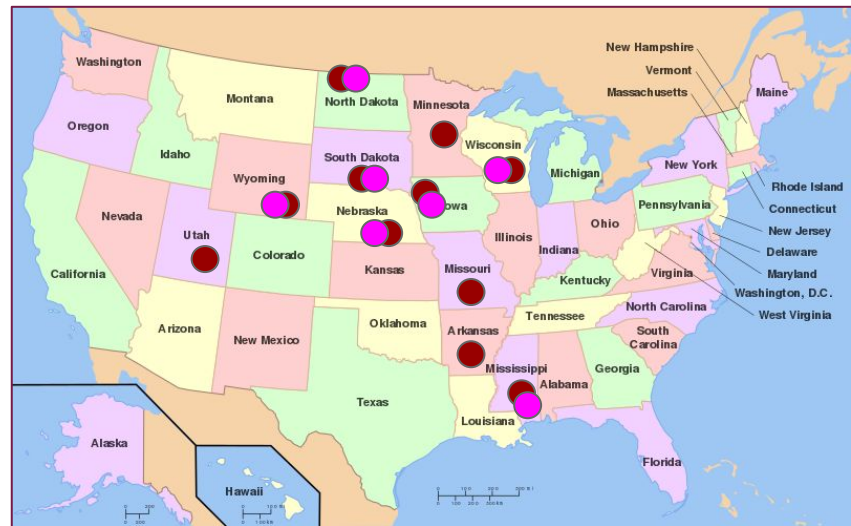 New Hampshire
Vermont
Massachusetts
Washington
Montana
North Dakota
Minnesota
Maine
Oregon
Idaho
Wisconsin
South Dakota
Michigan
New York
Wyoming
Rhode Island
Pennsylvania
Connecticut
Nebraska
owa
New Jersey
Nevada
Utah
Illinois
Indiana
Ohio
Delaware
Colorado
Maryland
California
Kansas
Missouri
Kentucky
Virginia
Washington, D.C.
West Virginia
North Carolina
Arizona
New Mexico
Oklahoma
Arkansas
Tennessee
South
Carolina
Mississippi
Alabama
Georgia
Texas
Louisiana
Alaska
Florida
Hawaii